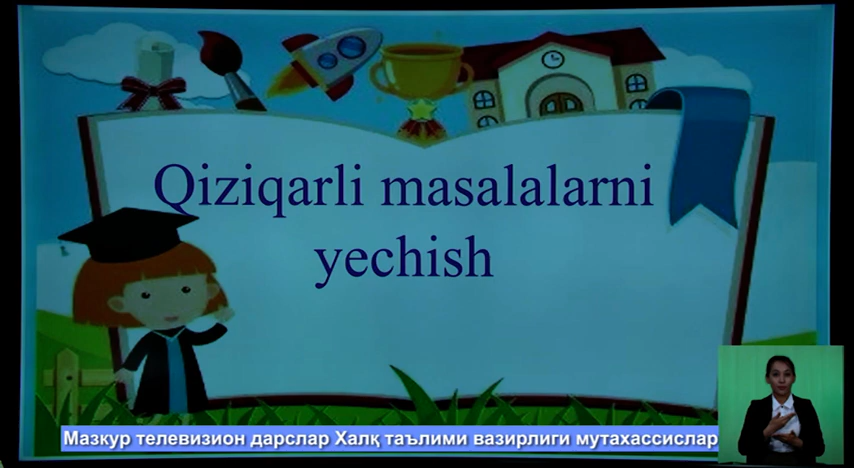 Qiziqarli masalalarni
yechish
Мазкур телевизион дарслар Халқ таълими вазирлиги мутахассислар